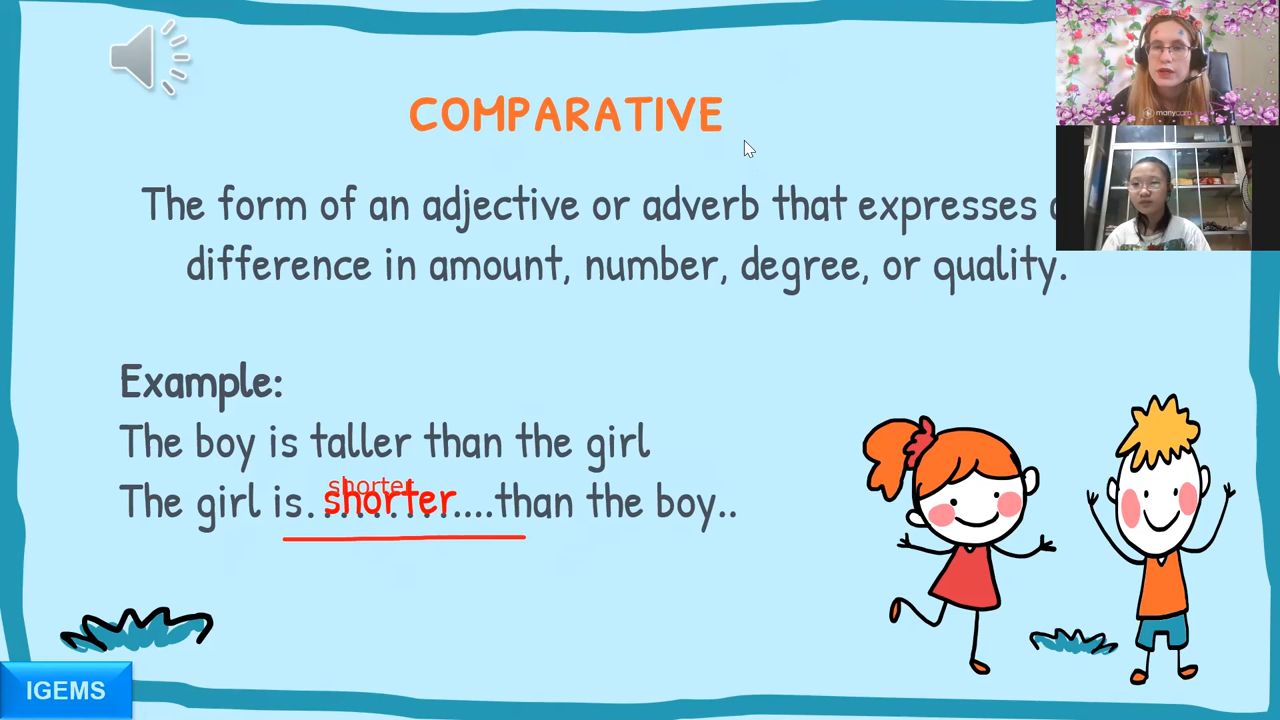 COMPARATIVE
The form of an adjective or adverb that expresses
difference in amount, number, degree, or quality.
Example:
The boy is taller than the girl
shorter
The girl is. shorter ....than the boy..
IGEMS
manycam